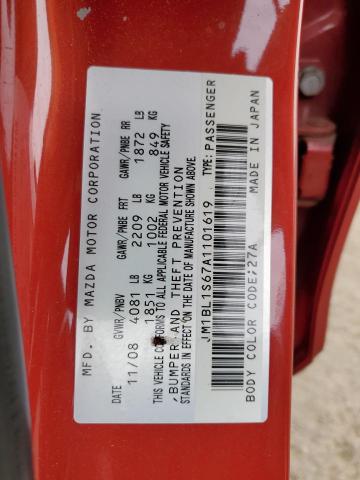 MFD. BY MAZDA MOTOR CORPORATION
DATE GVWR/PNBV GAWR/PNBE FRT GAWR/PNBE RR
11/08 4081 LB 2209 LB 1872 LB
1851 KG 1002 KG 849 KG
THIS VEHICLE CONFORMS TO ALL APPLICABLE FEDERAL MOTOR VEHICLE SAFETY
,BUMPER,AND THEFT PREVENTION
STANDARDS IN EFFECT ON THE DATE OF MANUFACTURE SHOWN ABOVE.
JM1BL1S67A1101619 TYPE: PASSENGER
BODY COLOR CODE;27A MADE IN JAPAN